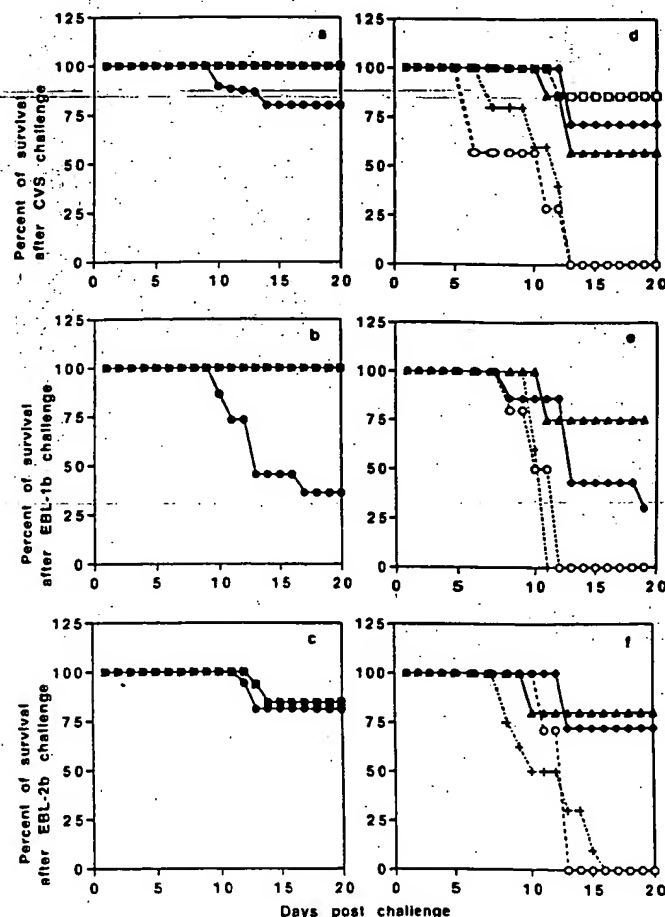 Percent of survival
after CVS challenge
125
100
75
50
25
0
0 5 10 15 20
a
125
100
75
50
25
0
0 5 10 15 20
d
Percent of survival
after EBL-1b challenge
125
100
75
50
25
0
0 5 10 15 20
b
125
100
75
50
25
0
0 5 10 15 20
e
Percent of survival
after EBL-2b challenge
125
100
75
50
25
0
0 5 10 15 20
c
125
100
75
50
25
0
0 5 10 15 20
f
Days post challenge